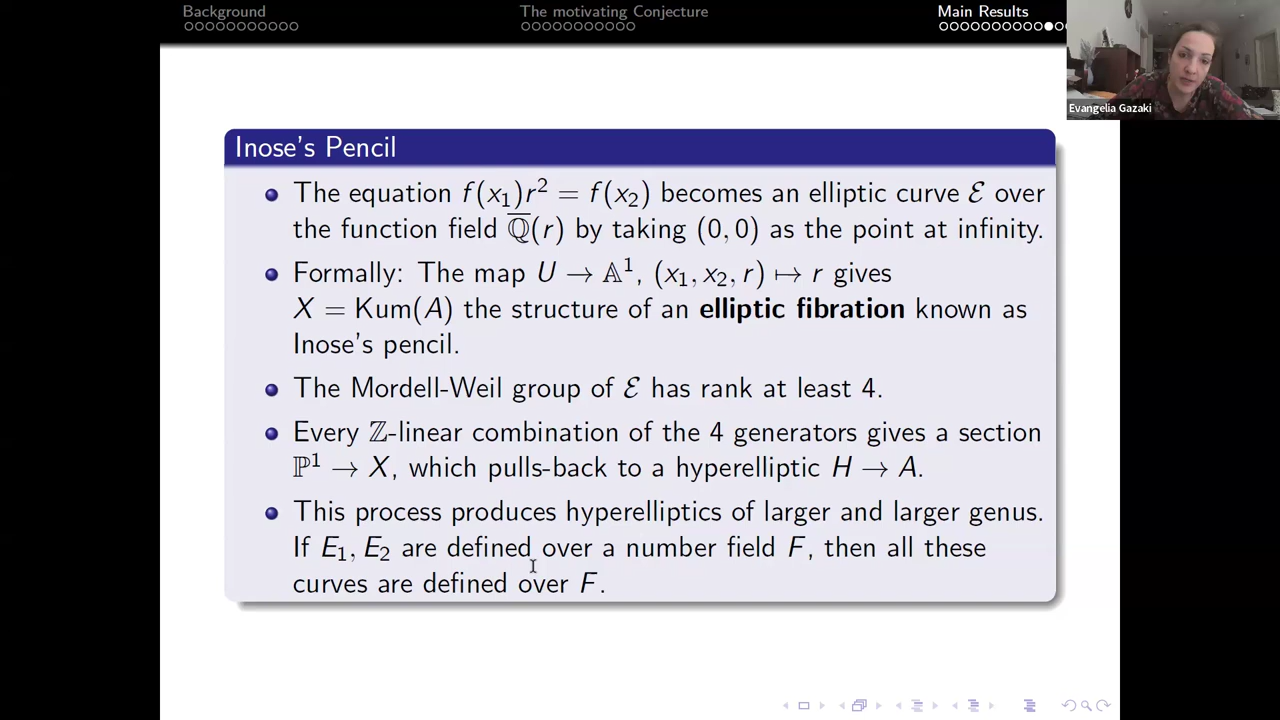 Background
The motivating Conjecture
Main Results
Evangelia Gazaki
Inose's Pencil
The equation f(x₁)r² = f(x₂) becomes an elliptic curve ℰ over
the function field ℚ̅(r) by taking (0, 0) as the point at infinity.
Formally: The map U → 𝔸¹, (x₁, x₂, r) ↦ r gives
X = Kum(A) the structure of an elliptic fibration known as
Inose's pencil.
The Mordell-Weil group of ℰ has rank at least 4.
Every ℤ-linear combination of the 4 generators gives a section
ℙ¹ → X, which pulls-back to a hyperelliptic H → A.
This process produces hyperelliptics of larger and larger genus.
If E₁, E₂ are defined over a number field F, then all these
curves are defined over F.